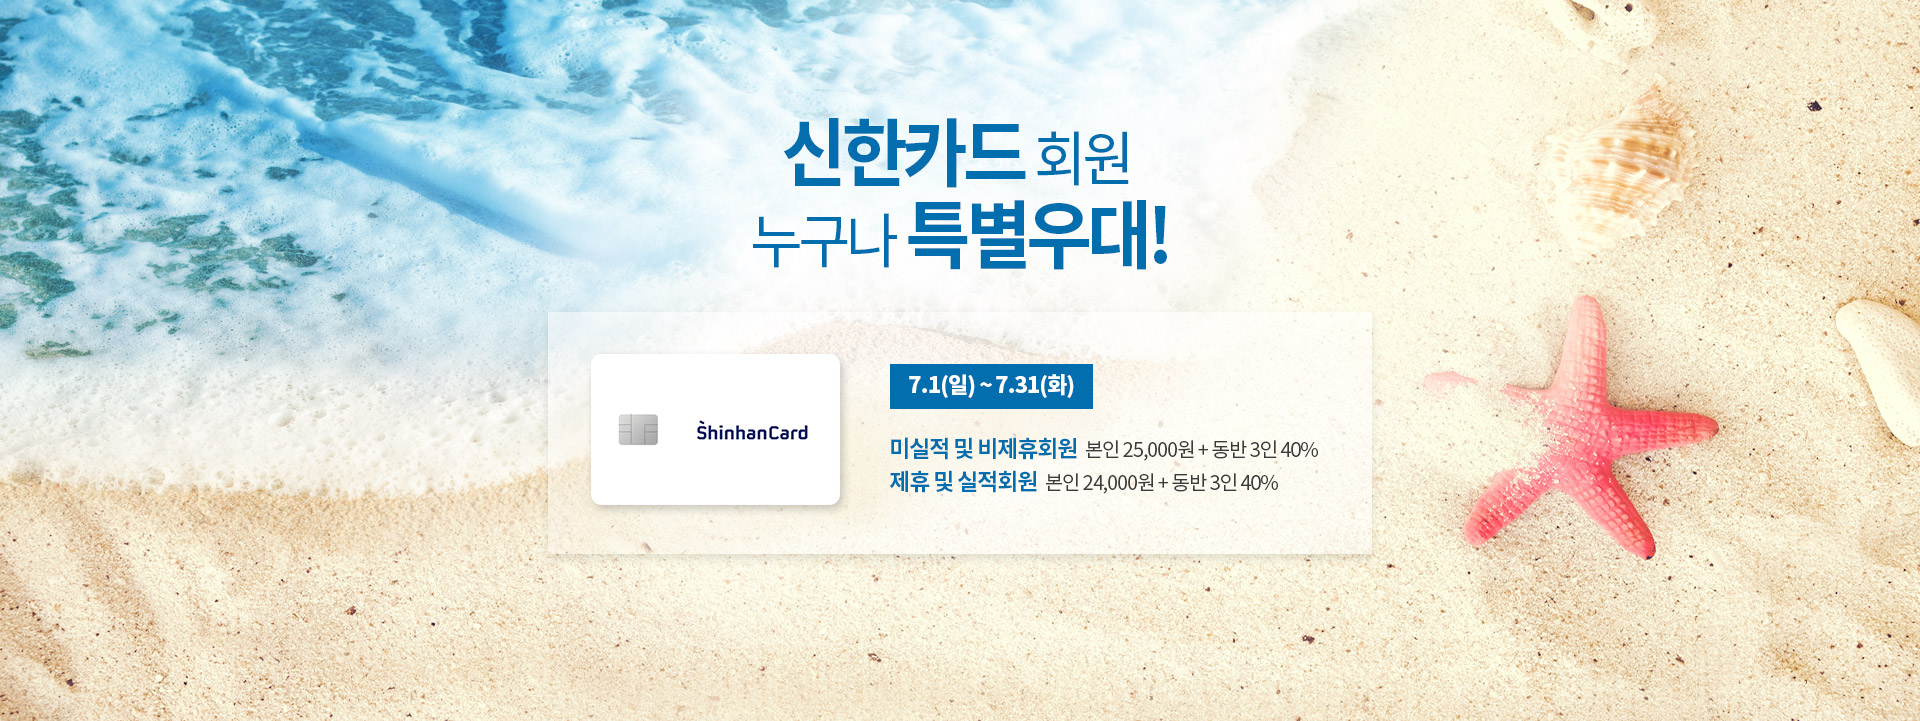 신한카드 회원
누구나 특별우대!
ShinhanCard
7.1(일) ~ 7.31(화)
미실적 및 비제휴회원 본인 25,000원 + 동반 3인 40%
제휴 및 실적회원 본인 24,000원 + 동반 3인 40%